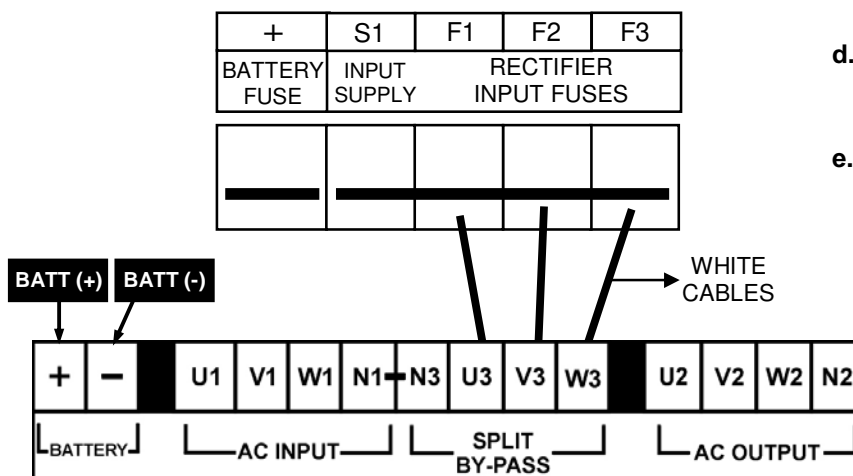 + S1 F1 F2 F3
BATTERY FUSE INPUT SUPPLY RECTIFIER INPUT FUSES
d.
e.
BATT (+) BATT (-)
WHITE CABLES
+ − U1 V1 W1 N1 N3 U3 V3 W3 U2 V2 W2 N2
BATTERY AC INPUT SPLIT BY-PASS AC OUTPUT